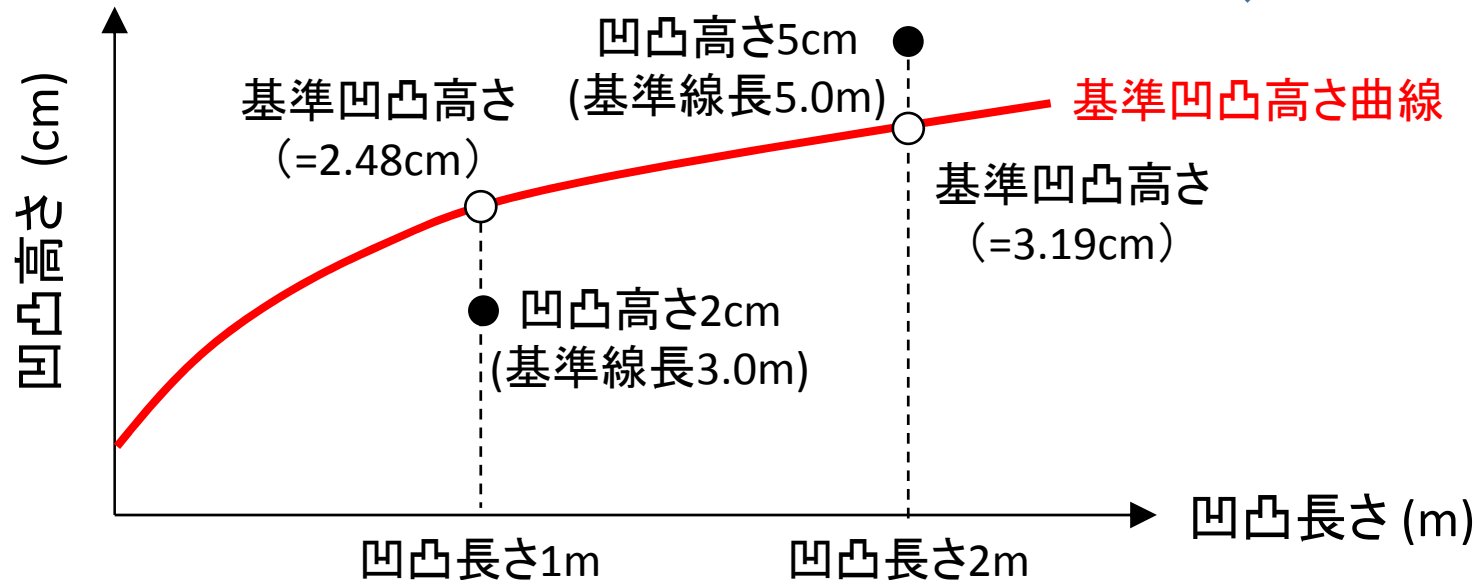 凹凸高さ (cm)
基準凹凸高さ
（=2.48cm）
凹凸高さ5cm
(基準線長5.0m)
基準凹凸高さ曲線
基準凹凸高さ
（=3.19cm）
凹凸高さ2cm
(基準線長3.0m)
凹凸長さ1m
凹凸長さ2m
凹凸長さ(m)